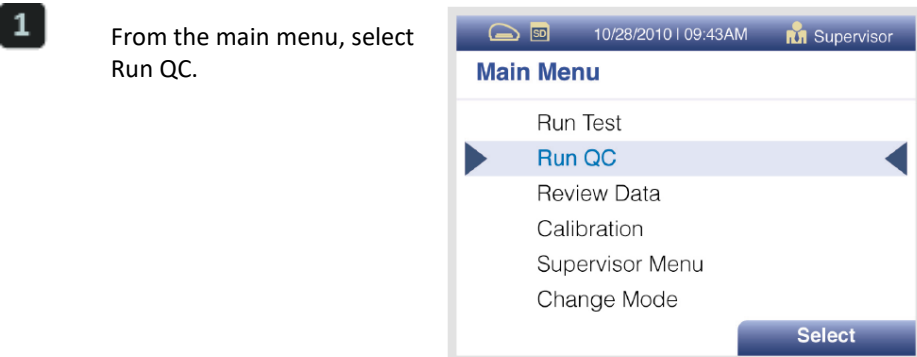 1
From the main menu, select
Run QC.
SD 10/28/2010 | 09:43AM Supervisor
Main Menu
Run Test
Run QC
Review Data
Calibration
Supervisor Menu
Change Mode
Select